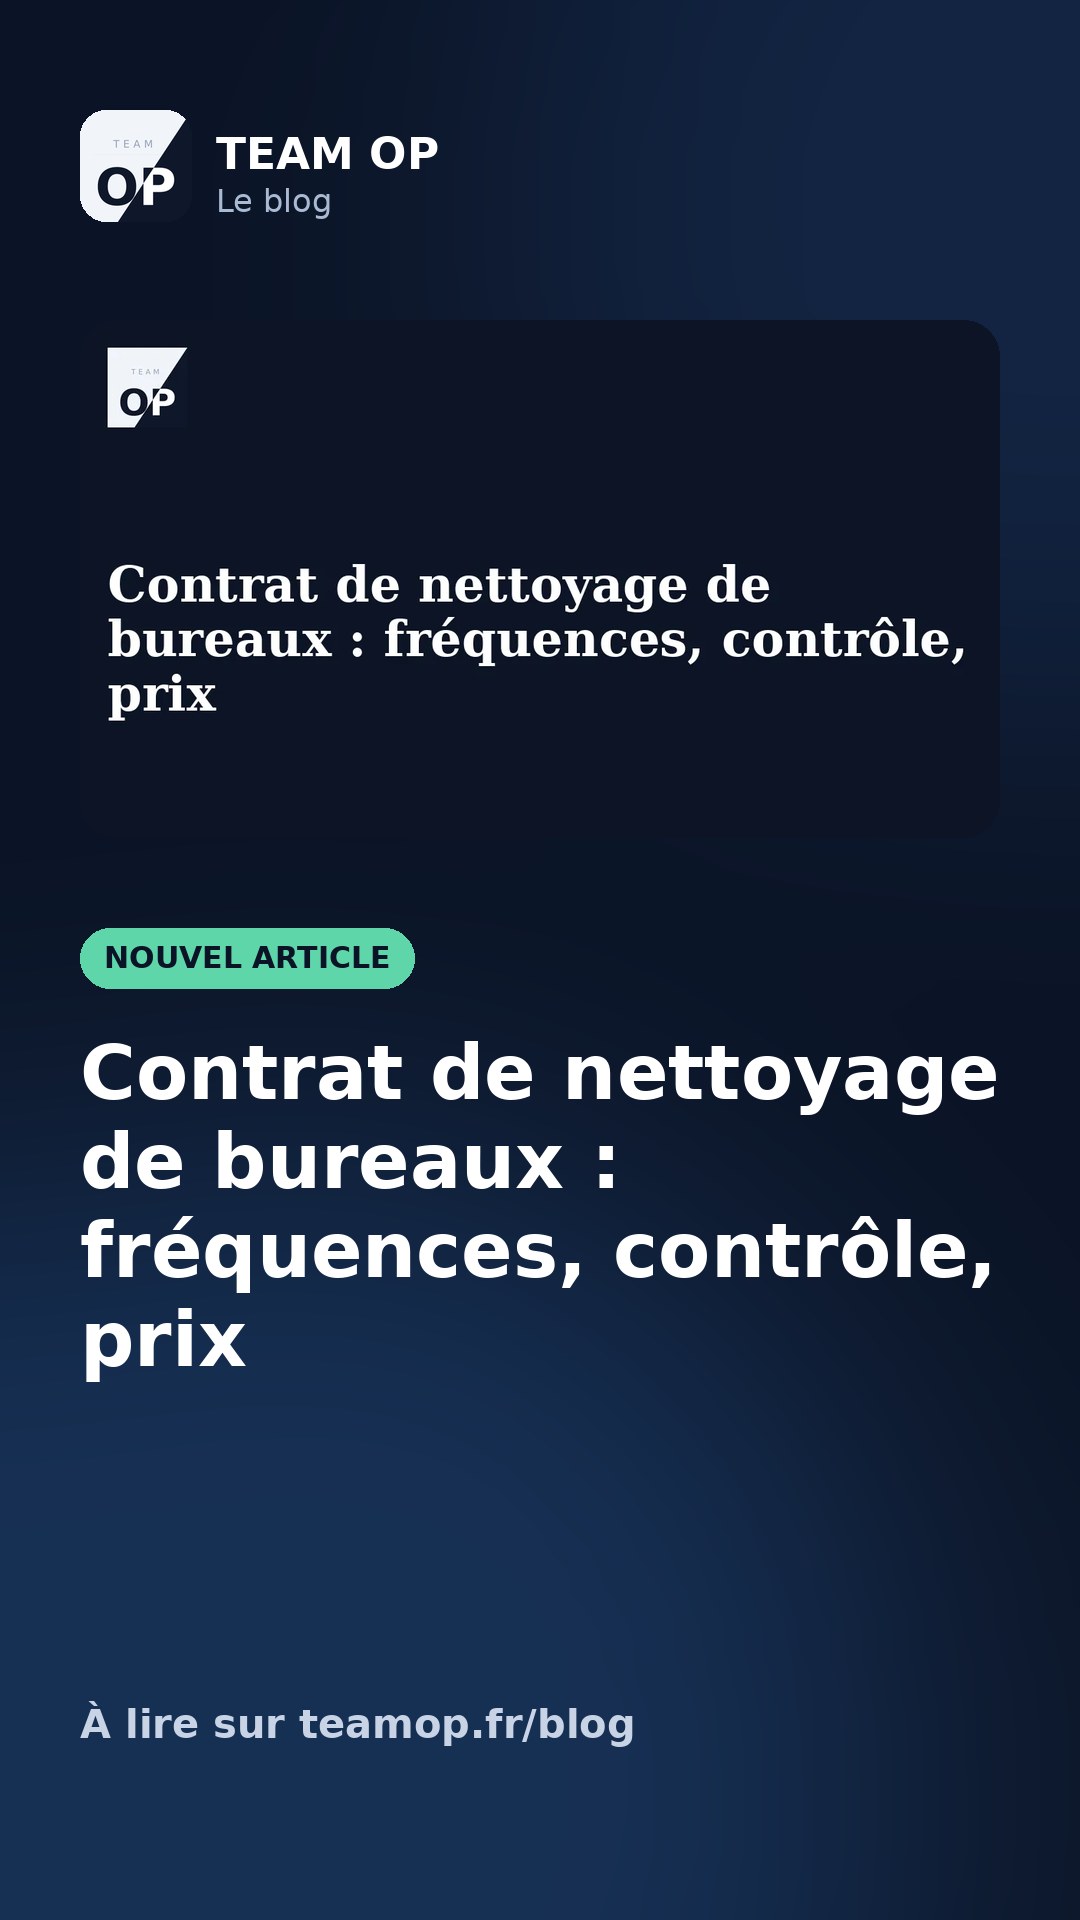 TEAM
OP
TEAM OP
Le blog
TEAM
OP
Contrat de nettoyage de
bureaux : fréquences, contrôle,
prix
NOUVEL ARTICLE
Contrat de nettoyage
de bureaux :
fréquences, contrôle,
prix
À lire sur teamop.fr/blog